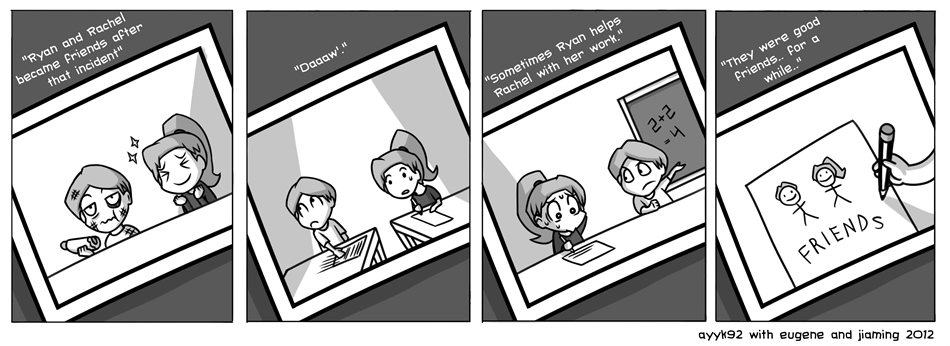 "Ryan and Rachel
became friends after
that incident"
"Daaaw'."
"Sometimes Ryan helps
Rachel with her work."
2+2
=4
"They were good
friends.. for a
while.."
FRIENDS
ayyk92 with eugene and jiaming 2012